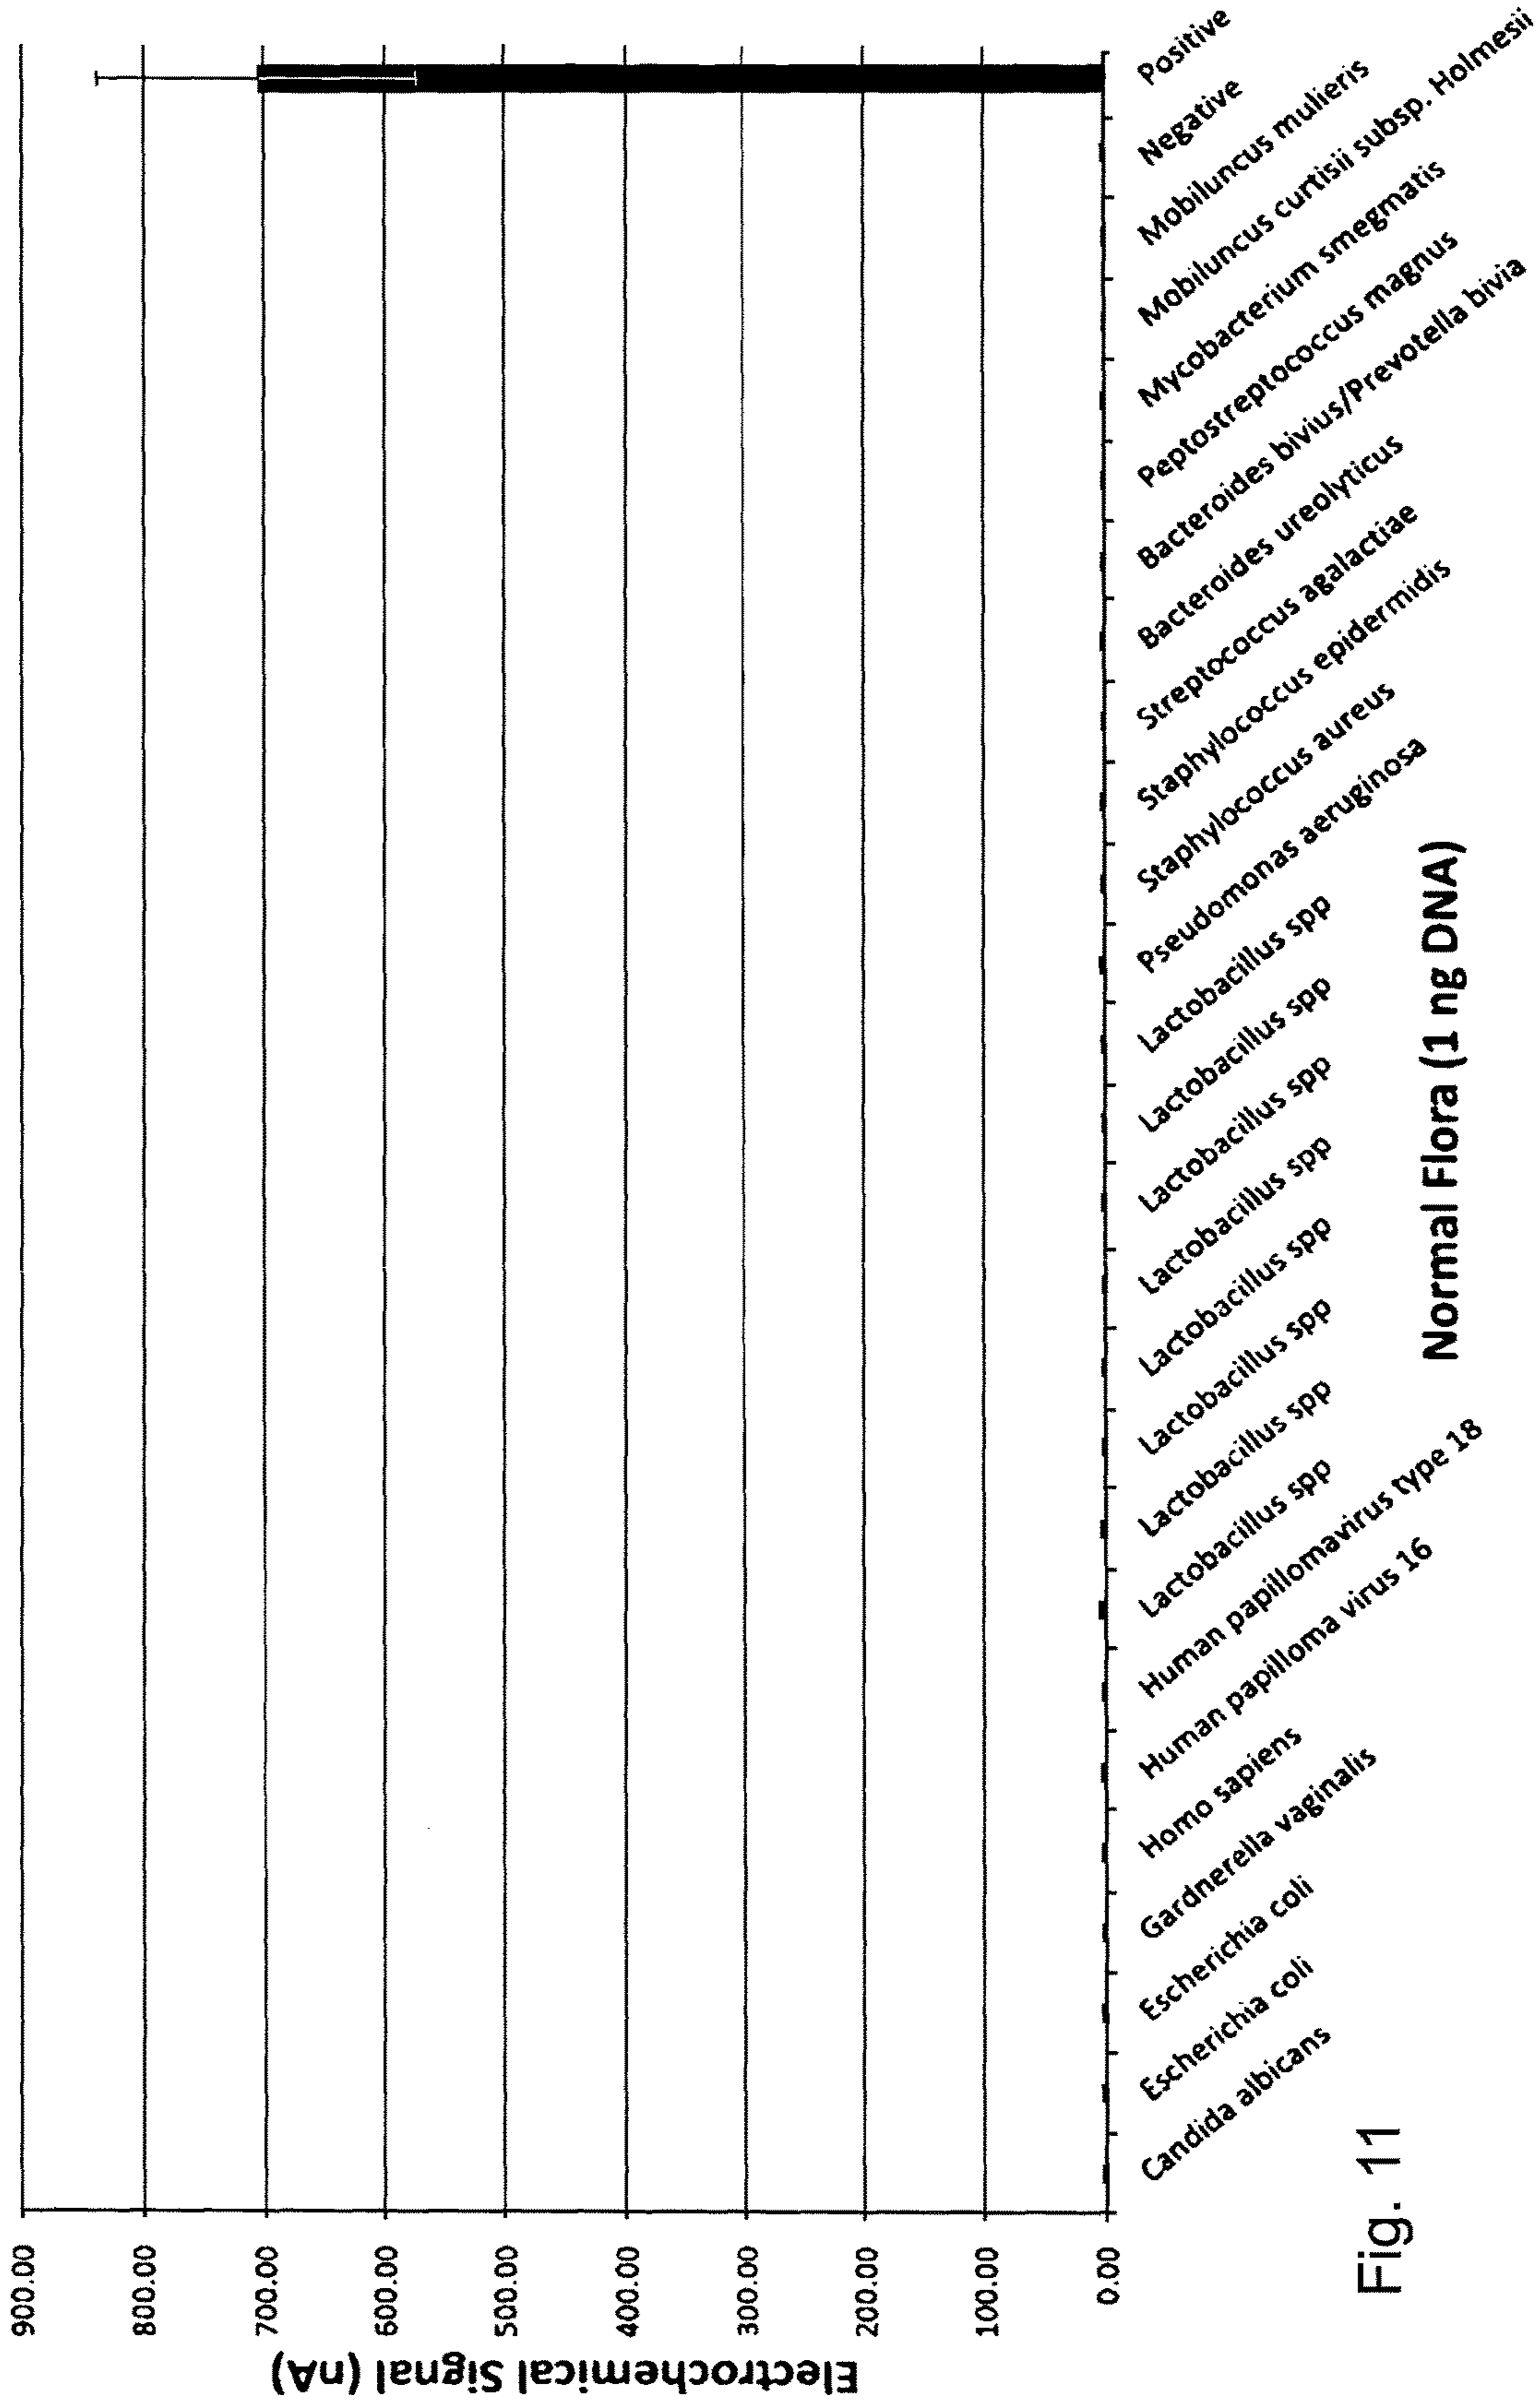 Electrochemical Signal (nA)
900.00
800.00
700.00
600.00
500.00
400.00
300.00
200.00
100.00
0.00
Candida albicans
Escherichia coli
Escherichia coli
Gardnerella vaginalis
Homo sapiens
Human papilloma virus 16
Human papillomavirus type 18
Lactobacillus spp
Lactobacillus spp
Lactobacillus spp
Lactobacillus spp
Lactobacillus spp
Lactobacillus spp
Lactobacillus spp
Lactobacillus spp
Pseudomonas aeruginosa
Staphylococcus aureus
Staphylococcus epidermidis
Streptococcus agalactiae
Bacteroides ureolyticus
Bacteroides bivius/Prevotella bivia
Peptostreptococcus magnus
Mycobacterium smegmatis
Mobiluncus curtisii subsp. Holmesii
Mobiluncus mulieris
Negative
Positive
Normal Flora (1 ng DNA)
Fig. 11